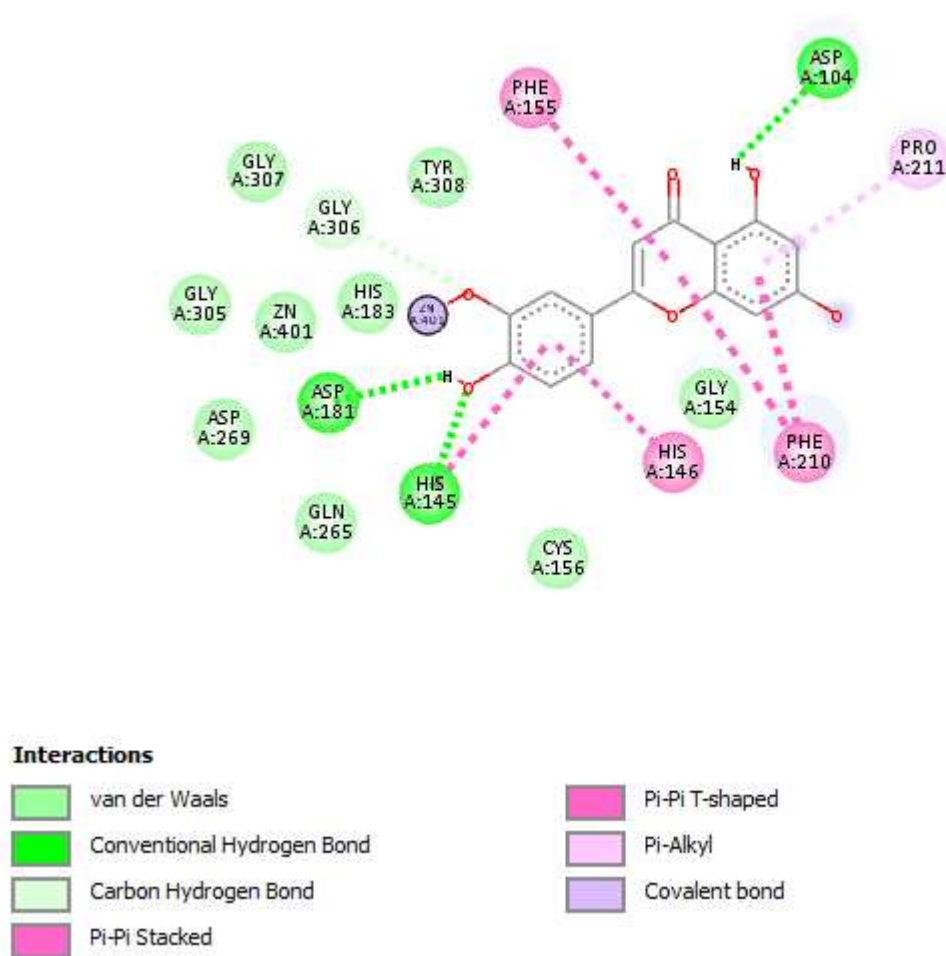 ASP
A:104
PHE
A:155
PRO
A:211
GLY
A:307
TYR
A:308
GLY
A:306
O
H O
GLY
A:305
ZN
A:401
HIS
A:183
ZN
O
O
O
H
O
ASP
A:181
GLY
A:154
ASP
A:269
PHE
A:210
HIS
A:146
HIS
A:145
GLN
A:265
CYS
A:156
Interactions
van der Waals
Conventional Hydrogen Bond
Carbon Hydrogen Bond
Pi-Pi Stacked
Pi-Pi T-shaped
Pi-Alkyl
Covalent bond